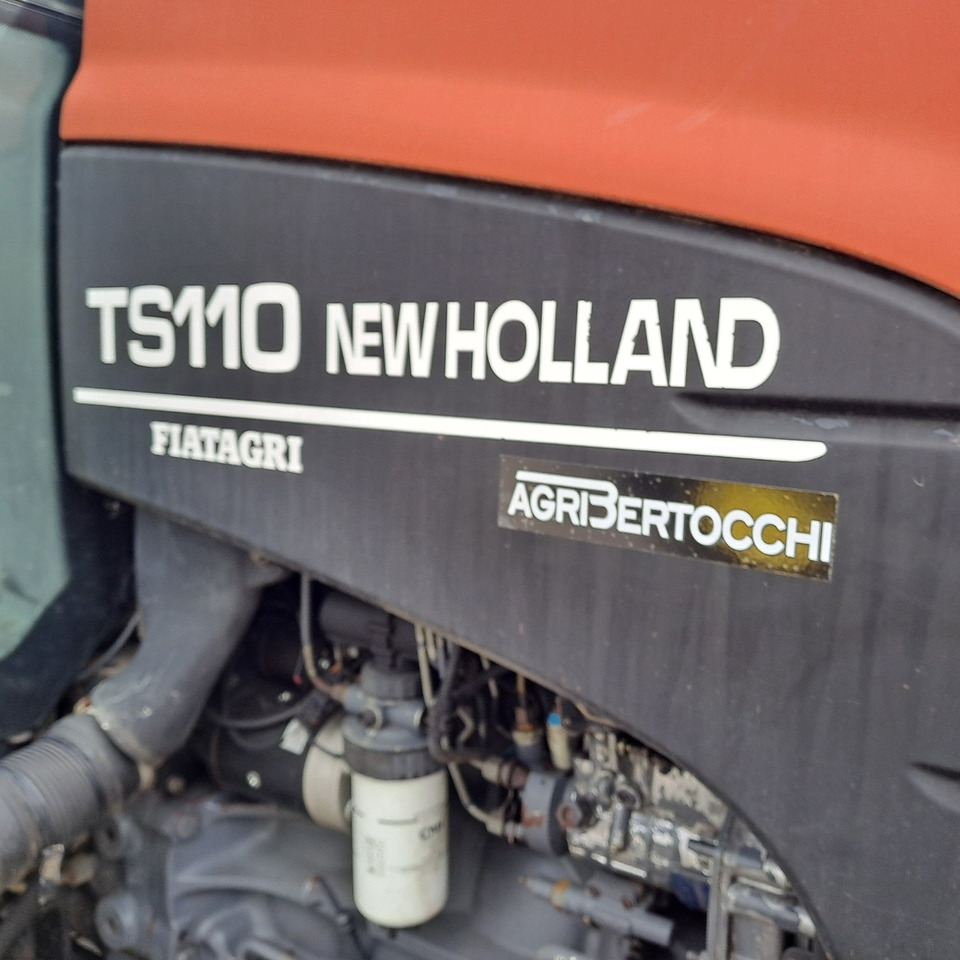 TS110 NEW HOLLAND
FIATAGRI
AGRIBERTOCCHI